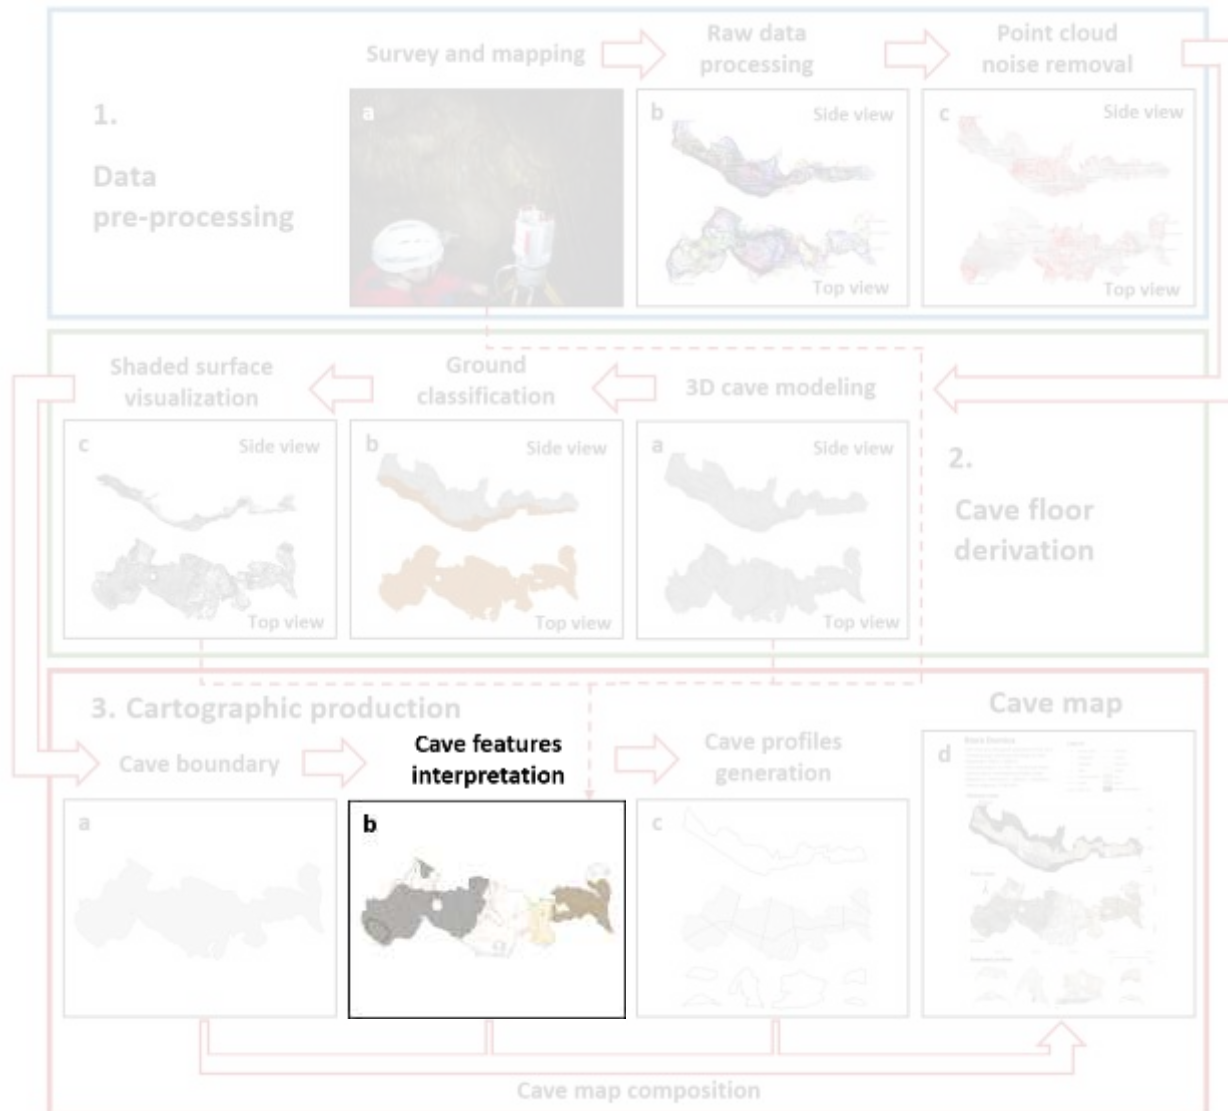 Survey and mapping
Raw data
processing
Point cloud
noise removal
1.
Data
pre-processing
a
b
Side view
Top view
c
Side view
Top view
Shaded surface
visualization
Ground
classification
3D cave modeling
c
Side view
Top view
b
Side view
Top view
a
Side view
Top view
2.
Cave floor
derivation
3. Cartographic production
Cave map
Cave boundary
Cave features
interpretation
Cave profiles
generation
a
b
c
d
Cave map composition